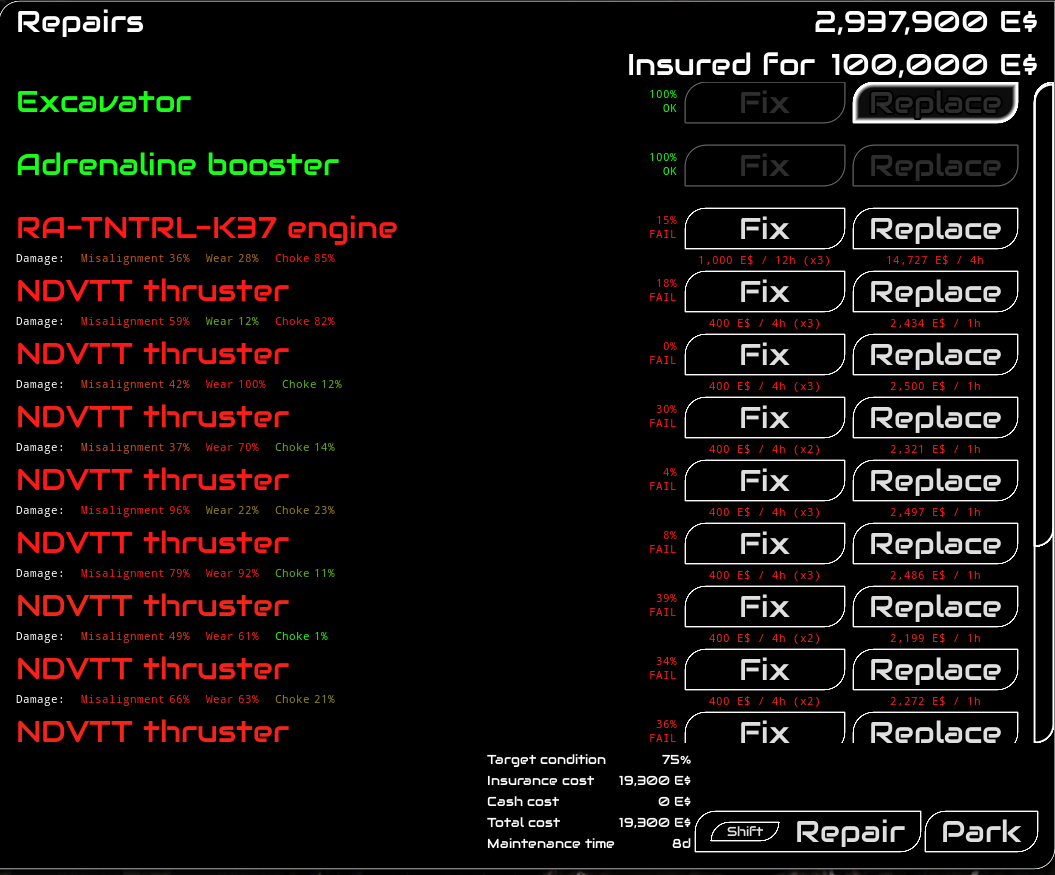 Repairs 2,937,900 E$
Insured for 100,000 E$
Excavator 100% OK Fix Replace
Adrenaline booster 100% OK Fix Replace
RA-TNTRL-K37 engine 15% FAIL Fix Replace
Damage: Misalignment 36% Wear 28% Choke 85% 1,000 E$ / 12h (x3) 14,727 E$ / 4h
NDVTT thruster 18% FAIL Fix Replace
Damage: Misalignment 59% Wear 12% Choke 82% 400 E$ / 4h (x3) 2,434 E$ / 1h
NDVTT thruster 0% FAIL Fix Replace
Damage: Misalignment 42% Wear 100% Choke 12% 400 E$ / 4h (x3) 2,500 E$ / 1h
NDVTT thruster 30% FAIL Fix Replace
Damage: Misalignment 37% Wear 70% Choke 14% 400 E$ / 4h (x2) 2,321 E$ / 1h
NDVTT thruster 4% FAIL Fix Replace
Damage: Misalignment 96% Wear 22% Choke 23% 400 E$ / 4h (x3) 2,497 E$ / 1h
NDVTT thruster 8% FAIL Fix Replace
Damage: Misalignment 79% Wear 92% Choke 11% 400 E$ / 4h (x3) 2,486 E$ / 1h
NDVTT thruster 39% FAIL Fix Replace
Damage: Misalignment 49% Wear 61% Choke 1% 400 E$ / 4h (x2) 2,199 E$ / 1h
NDVTT thruster 34% FAIL Fix Replace
Damage: Misalignment 66% Wear 63% Choke 21% 400 E$ / 4h (x2) 2,272 E$ / 1h
NDVTT thruster 36% FAIL Fix Replace
Target condition 75%
Insurance cost 19,300 E$
Cash cost 0 E$
Total cost 19,300 E$
Maintenance time 8d
Shift Repair Park